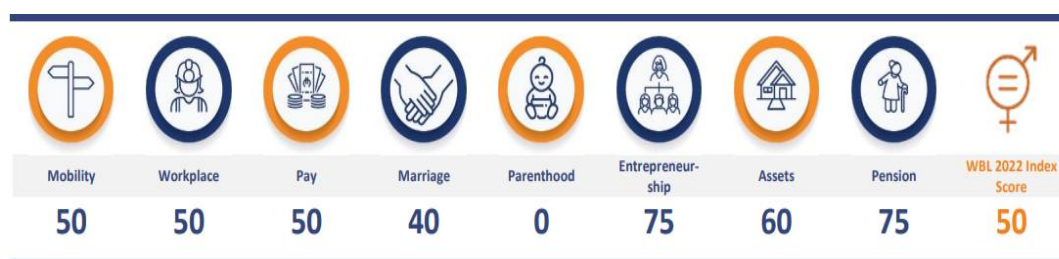 Mobility
Workplace
Pay
Marriage
Parenthood
Entrepreneur-
ship
Assets
Pension
WBL 2022 Index
Score
50
50
50
40
0
75
60
75
50